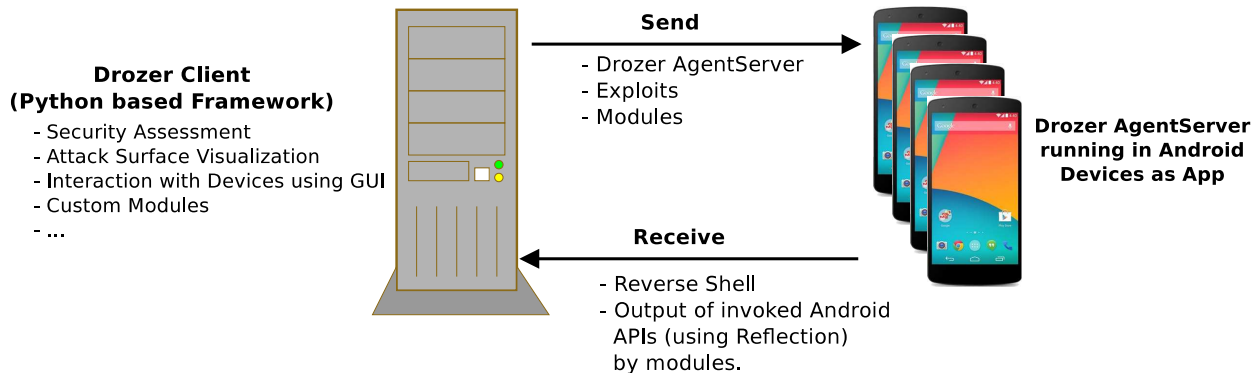 Drozer Client
(Python based Framework)
- Security Assessment
- Attack Surface Visualization
- Interaction with Devices using GUI
- Custom Modules
- ...
Send
- Drozer AgentServer
- Exploits
- Modules
Receive
- Reverse Shell
- Output of invoked Android
APIs (using Reflection)
by modules.
Drozer AgentServer
running in Android
Devices as App